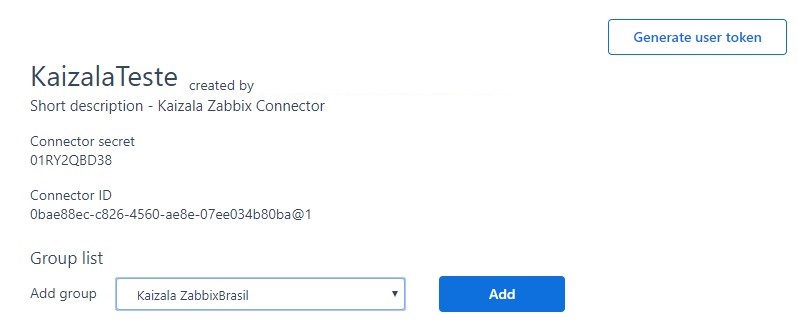 Generate user token
KaizalaTeste created by
Short description - Kaizala Zabbix Connector
Connector secret
01RY2QBD38
Connector ID
0bae88ec-c826-4560-ae8e-07ee034b80ba@1
Group list
Add group Kaizala ZabbixBrasil Add